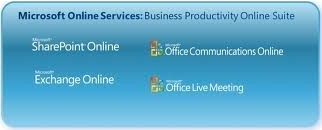 Microsoft Online Services: Business Productivity Online Suite
Microsoft
SharePoint Online
Microsoft
Office Communications Online
Microsoft
Exchange Online
Microsoft
Office Live Meeting